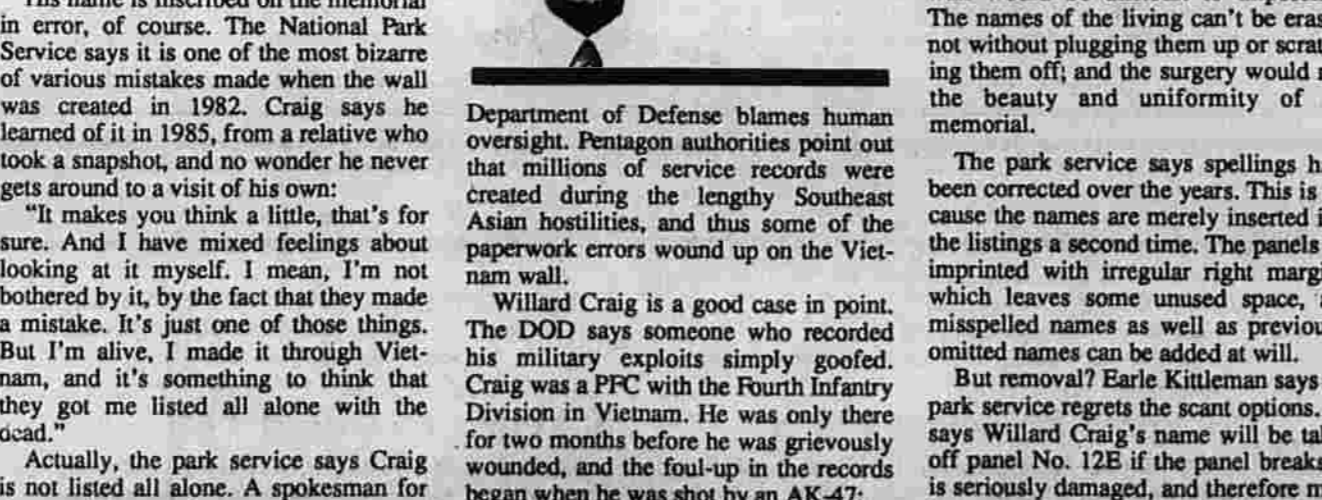 His name is inscribed on the memorial
in error, of course. The National Park
Service says it is one of the most bizarre
of various mistakes made when the wall
was created in 1982. Craig says he
learned of it in 1985, from a relative who
took a snapshot, and no wonder he never
gets around to a visit of his own:
"It makes you think a little, that's for
sure. And I have mixed feelings about
looking at it myself. I mean, I'm not
bothered by it, by the fact that they made
a mistake. It's just one of those things.
But I'm alive, I made it through Viet-
nam, and it's something to think that
they got me listed all alone with the
dead."
Actually, the park service says Craig
is not listed all alone. A spokesman for
Department of Defense blames human
oversight. Pentagon authorities point out
that millions of service records were
created during the lengthy Southeast
Asian hostilities, and thus some of the
paperwork errors wound up on the Viet-
nam wall.
Willard Craig is a good case in point.
The DOD says someone who recorded
his military exploits simply goofed.
Craig was a PFC with the Fourth Infantry
Division in Vietnam. He was only there
for two months before he was grievously
wounded, and the foul-up in the records
began when he was shot by an AK-47:
The names of the living can't be eras
not without plugging them up or scrat
ing them off; and the surgery would
the beauty and uniformity of
memorial.
The park service says spellings h
been corrected over the years. This is
cause the names are merely inserted i
the listings a second time. The panels
imprinted with irregular right margi
which leaves some unused space,
misspelled names as well as previou
omitted names can be added at will.
But removal? Earle Kittleman says
park service regrets the scant options.
says Willard Craig's name will be tal
off panel No. 12E if the panel breaks
is seriously damaged, and therefore m